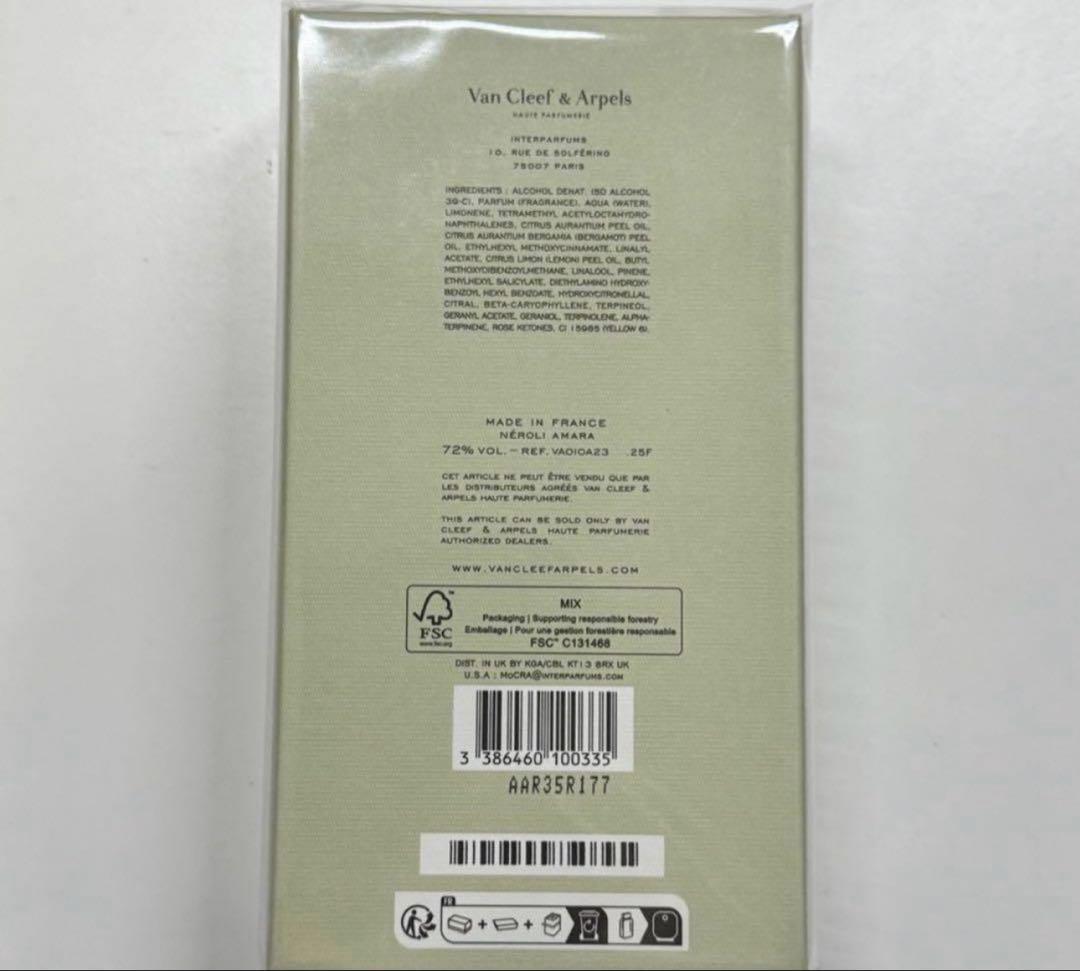 Van Cleef & Arpels
HAUTE PARFUMERIE
INTERPARFUMS
10, RUE DE SOLFÉRINO
75007 PARIS
INGREDIENTS : ALCOHOL DENAT. (SD ALCOHOL
39-C), PARFUM (FRAGRANCE), AQUA (WATER),
LIMONENE, TETRAMETHYL ACETYLOCTAHYDRO-
NAPHTHALENES, CITRUS AURANTIUM PEEL OIL,
CITRUS AURANTIUM BERGAMIA (BERGAMOT) PEEL
OIL, ETHYLHEXYL METHOXYCINNAMATE, LINALYL
ACETATE, CITRUS LIMON (LEMON) PEEL OIL, BUTYL
METHOXYDIBENZOYLMETHANE, LINALOOL, PINENE,
ETHYLHEXYL SALICYLATE, DIETHYLAMINO HYDROXY-
BENZOYL HEXYL BENZOATE, HYDROXYCITRONELLAL,
CITRAL, BETA-CARYOPHYLLENE, TERPINEOL,
GERANYL ACETATE, GERANIOL, TERPINOLENE, ALPHA-
TERPINENE, ROSE KETONES, CI 15985 (YELLOW 6).
MADE IN FRANCE
NÉROLI AMARA
72% VOL. – REF. VA010A23 .25F
CET ARTICLE NE PEUT ÊTRE VENDU QUE PAR
LES DISTRIBUTEURS AGRÉÉS VAN CLEEF &
ARPELS HAUTE PARFUMERIE.
THIS ARTICLE CAN BE SOLD ONLY BY VAN
CLEEF & ARPELS HAUTE PARFUMERIE
AUTHORIZED DEALERS.
WWW.VANCLEEFARPELS.COM
MIX
Packaging | Supporting responsible forestry
Emballage | Pour une gestion forestière responsable
FSC™ C131468
FSC
www.fsc.org
DIST. IN UK BY KGA/CBL KT13 8RX UK
U.S.A : MoCRA@INTERPARFUMS.COM
3 386460 100335
AAR35R177
FR